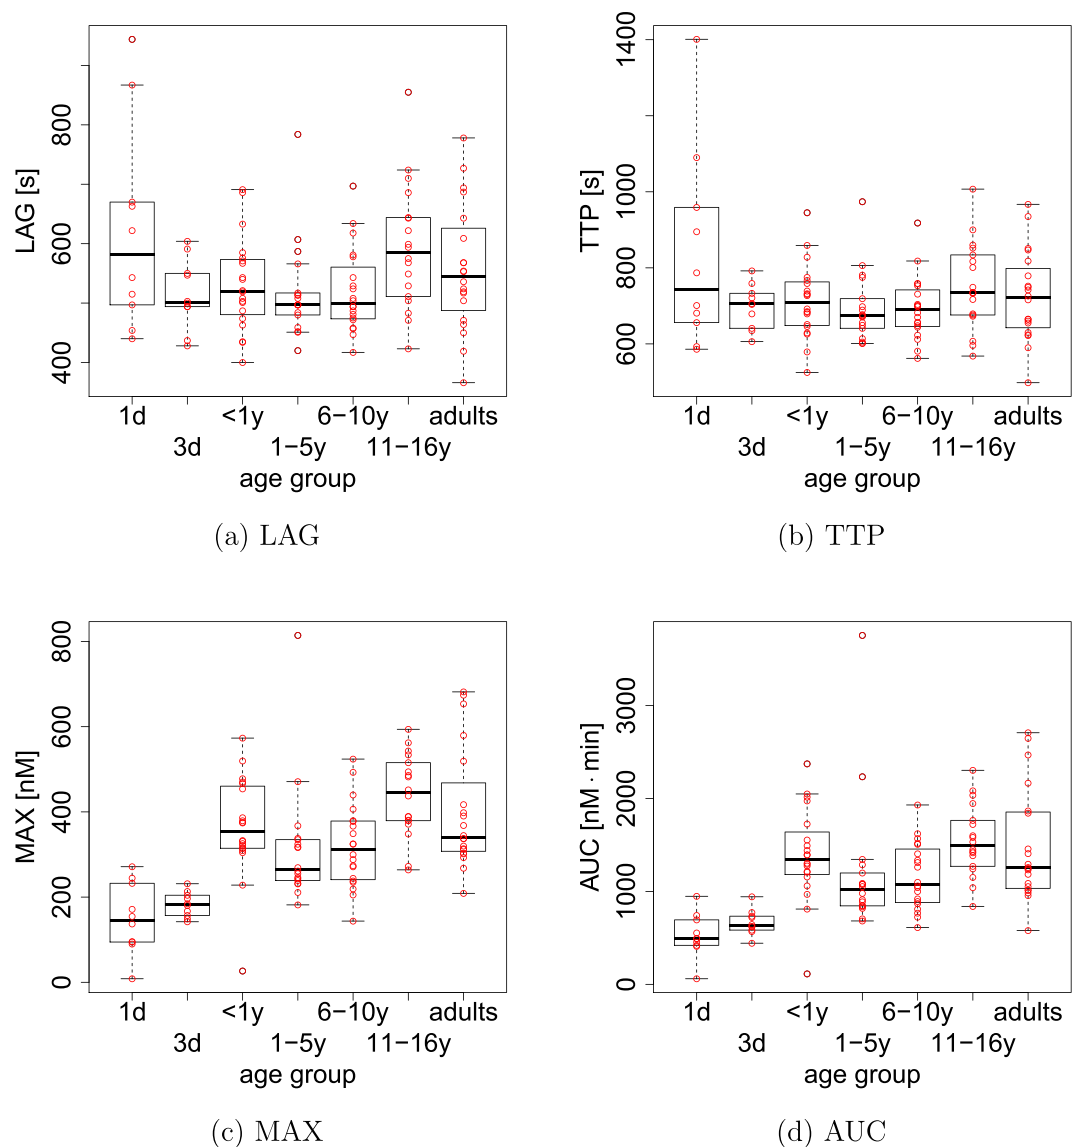 LAG [s]
800
600
400
1d
<1y
6−10y
adults
3d
1−5y
11−16y
age group
(a) LAG
TTP [s]
1400
1000
800
600
1d
<1y
6−10y
adults
3d
1−5y
11−16y
age group
(b) TTP
MAX [nM]
800
600
400
200
0
1d
<1y
6−10y
adults
3d
1−5y
11−16y
age group
(c) MAX
AUC [nM · min]
3000
2000
1000
0
1d
<1y
6−10y
adults
3d
1−5y
11−16y
age group
(d) AUC